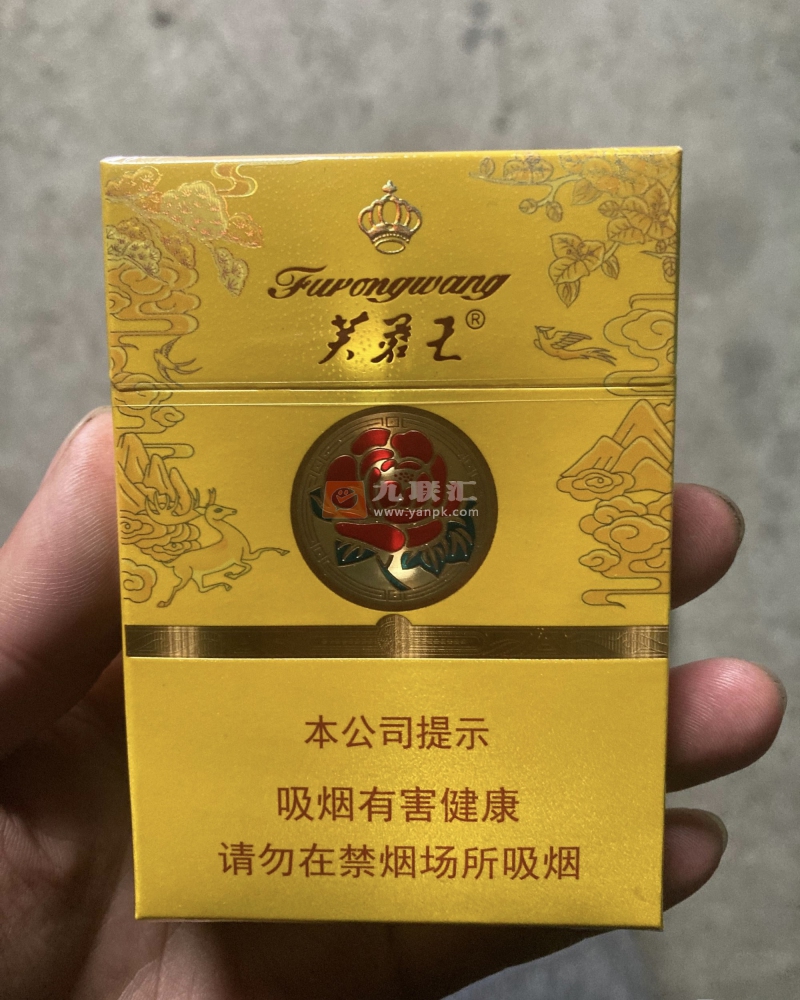 Furongwang
芙蓉王®
九联汇
www.yanpk.com
本公司提示
吸烟有害健康
请勿在禁烟场所吸烟